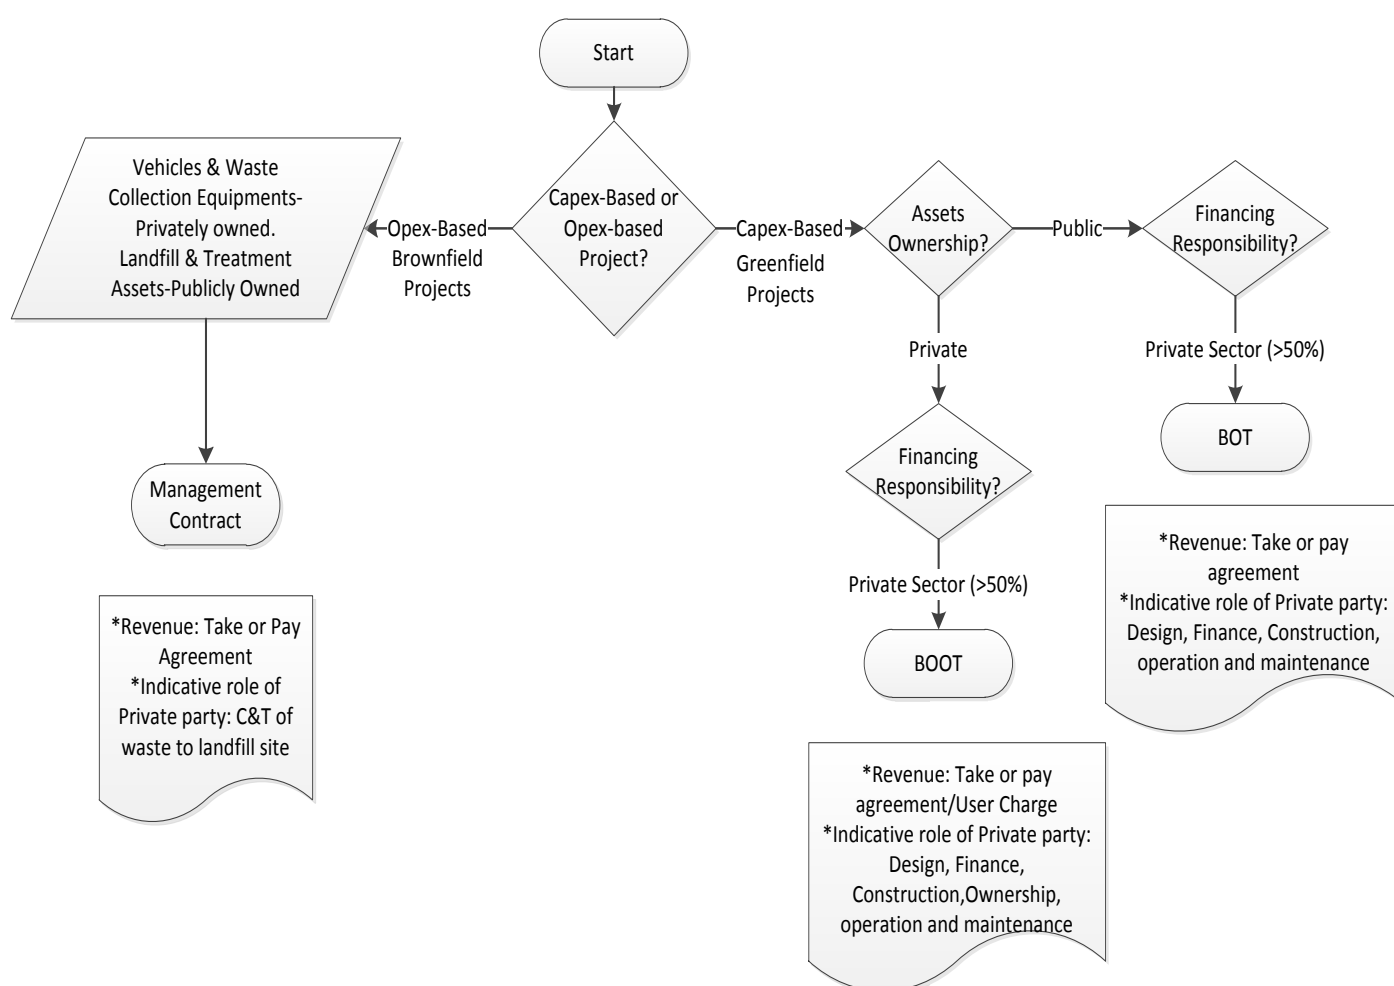 Start
Vehicles & Waste
Collection Equipments-
Privately owned.
Landfill & Treatment
Assets-Publicly Owned
Opex-Based
Brownfield
Projects
Capex-Based or
Opex-based
Project?
Capex-Based
Greenfield
Projects
Assets
Ownership?
Public
Financing
Responsibility?
Private
Private Sector (>50%)
BOT
Financing
Responsibility?
Management
Contract
Private Sector (>50%)
BOOT
*Revenue: Take or pay
agreement
*Indicative role of Private party:
Design, Finance, Construction,
operation and maintenance
*Revenue: Take or Pay
Agreement
*Indicative role of
Private party: C&T of
waste to landfill site
*Revenue: Take or pay
agreement/User Charge
*Indicative role of Private party:
Design, Finance,
Construction,Ownership,
operation and maintenance